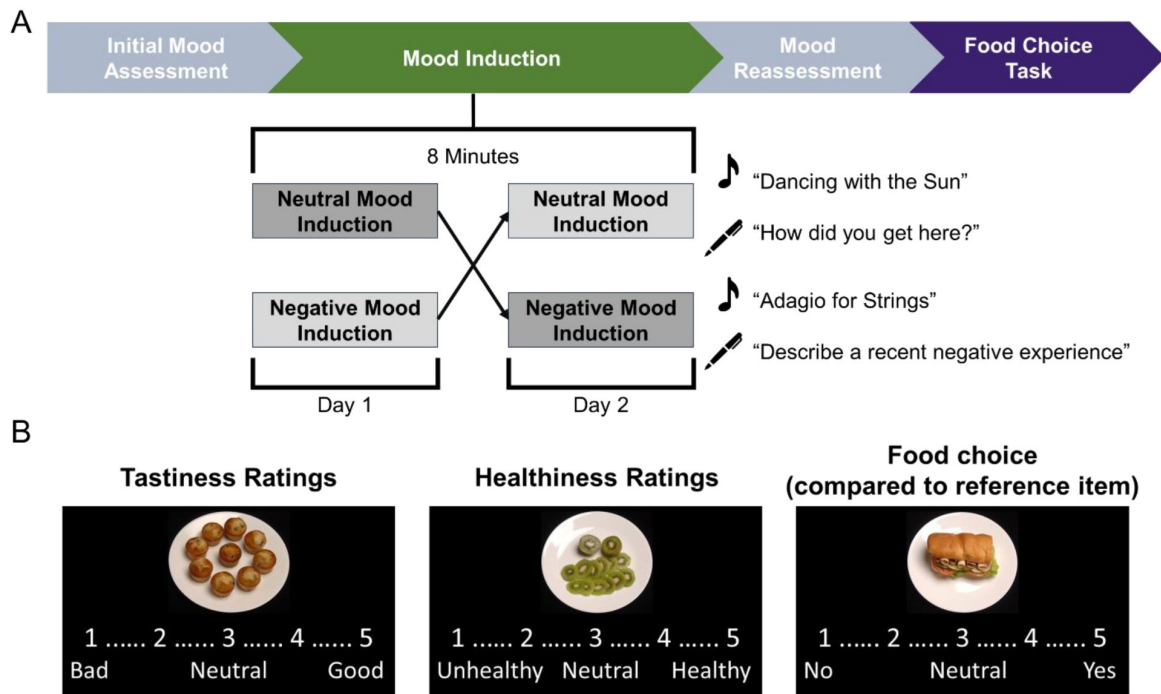 A
Initial Mood
Assessment
Mood Induction
Mood
Reassessment
Food Choice
Task
8 Minutes
Neutral Mood
Induction
Neutral Mood
Induction
“Dancing with the Sun”
“How did you get here?”
Negative Mood
Induction
Negative Mood
Induction
“Adagio for Strings”
“Describe a recent negative experience”
Day 1
Day 2
B
Tastiness Ratings
1 ...... 2 ...... 3 ...... 4 ...... 5
Bad Neutral Good
Healthiness Ratings
1 ...... 2 ...... 3 ...... 4 ...... 5
Unhealthy Neutral Healthy
Food choice
(compared to reference item)
1 ...... 2 ...... 3 ...... 4 ...... 5
No Neutral Yes